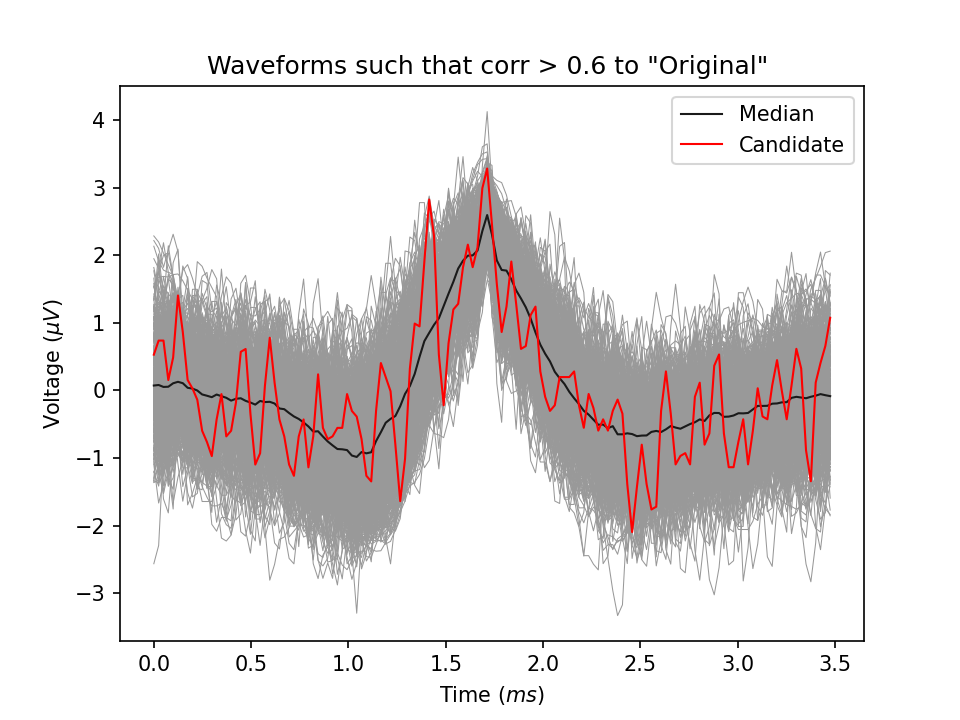 Waveforms such that corr > 0.6 to "Original"
Median
Candidate
4
3
2
1
0
−1
−2
−3
Voltage (μV)
0.0 0.5 1.0 1.5 2.0 2.5 3.0 3.5
Time (ms)